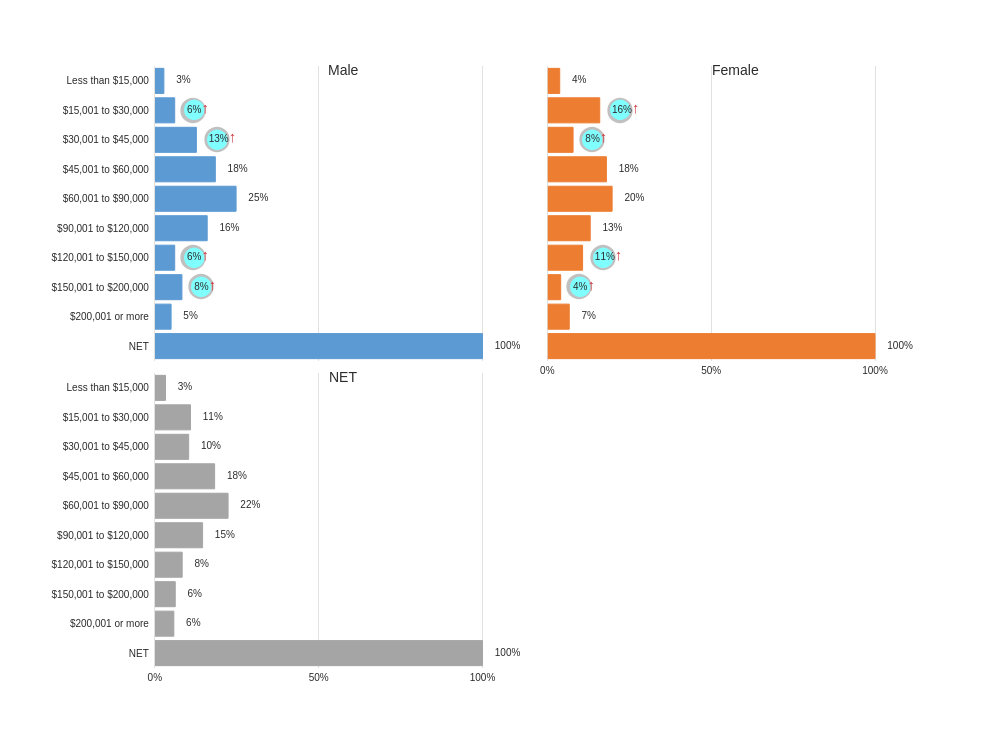 Male
Female
Less than $15,000 3% 4%
$15,001 to $30,000 6%↑ 16%↑
$30,001 to $45,000 13%↑ 8%↑
$45,001 to $60,000 18% 18%
$60,001 to $90,000 25% 20%
$90,001 to $120,000 16% 13%
$120,001 to $150,000 6%↑ 11%↑
$150,001 to $200,000 8%↑ 4%↑
$200,001 or more 5% 7%
NET 100% 100%
0% 50% 100%
NET
Less than $15,000 3%
$15,001 to $30,000 11%
$30,001 to $45,000 10%
$45,001 to $60,000 18%
$60,001 to $90,000 22%
$90,001 to $120,000 15%
$120,001 to $150,000 8%
$150,001 to $200,000 6%
$200,001 or more 6%
NET 100%
0% 50% 100%